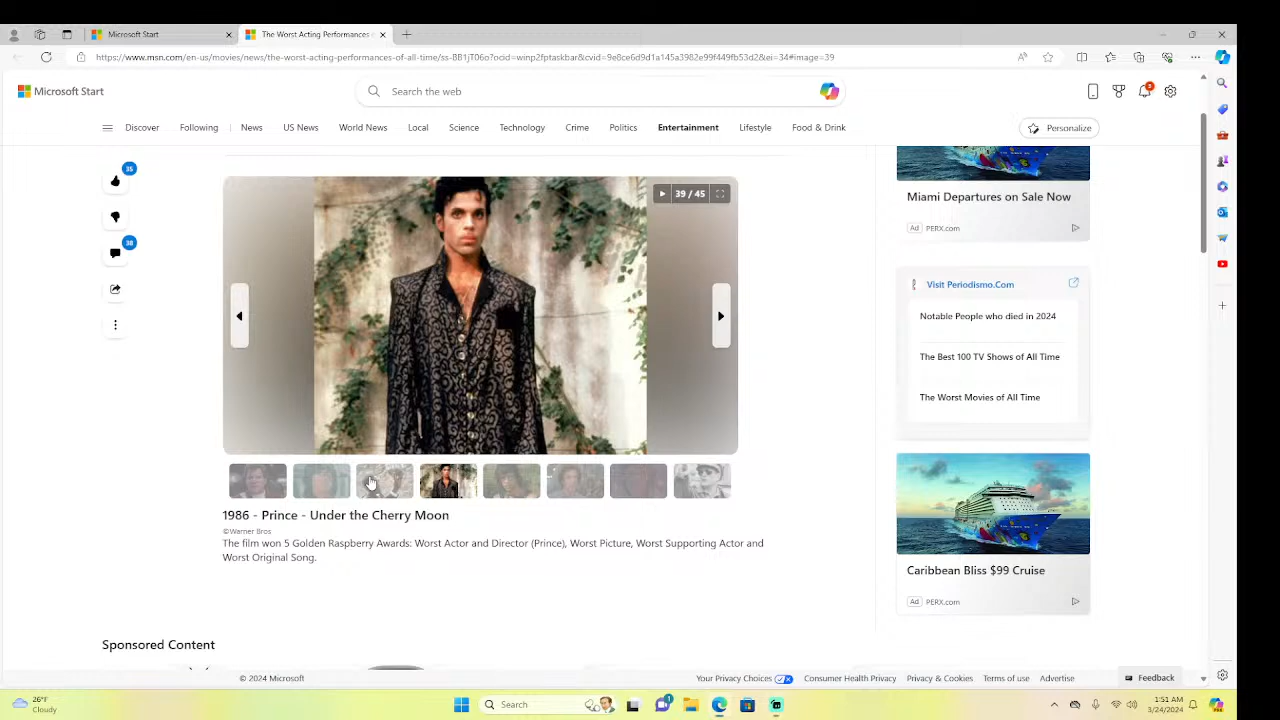 Microsoft Start
The Worst Acting Performances
https://www.msn.com/en-us/movies/news/the-worst-acting-performances-of-all-time/ss-BB1jT06o?ocid=winp2fptaskbar&cvid=9e8ce6d9d1a145a3982e99f449fb53d2&ei=34#image=39
Microsoft Start
Search the web
5
Discover
Following
News
US News
World News
Local
Science
Technology
Crime
Politics
Entertainment
Lifestyle
Food & Drink
Personalize
35
38
39 / 45
1986 - Prince - Under the Cherry Moon
©Warner Bros
The film won 5 Golden Raspberry Awards: Worst Actor and Director (Prince), Worst Picture, Worst Supporting Actor and
Worst Original Song.
Miami Departures on Sale Now
Ad PERX.com
Visit Periodismo.Com
Notable People who died in 2024
The Best 100 TV Shows of All Time
The Worst Movies of All Time
Caribbean Bliss $99 Cruise
Ad PERX.com
Sponsored Content
© 2024 Microsoft
Your Privacy Choices
Consumer Health Privacy
Privacy & Cookies
Terms of use
Advertise
Feedback
26°F
Cloudy
Search
1
1:51 AM
3/24/2024